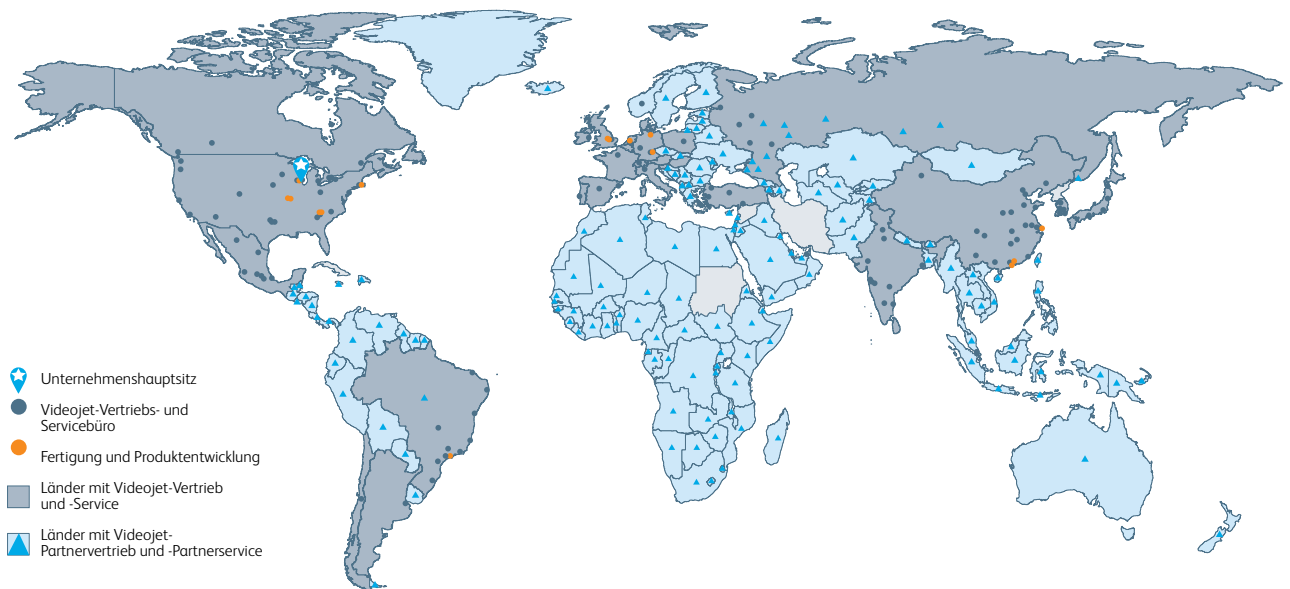 Unternehmenshauptsitz
Videojet-Vertriebs- und
Servicebüro
Fertigung und Produktentwicklung
Länder mit Videojet-Vertrieb
und -Service
Länder mit Videojet-
Partnervertrieb und -Partnerservice